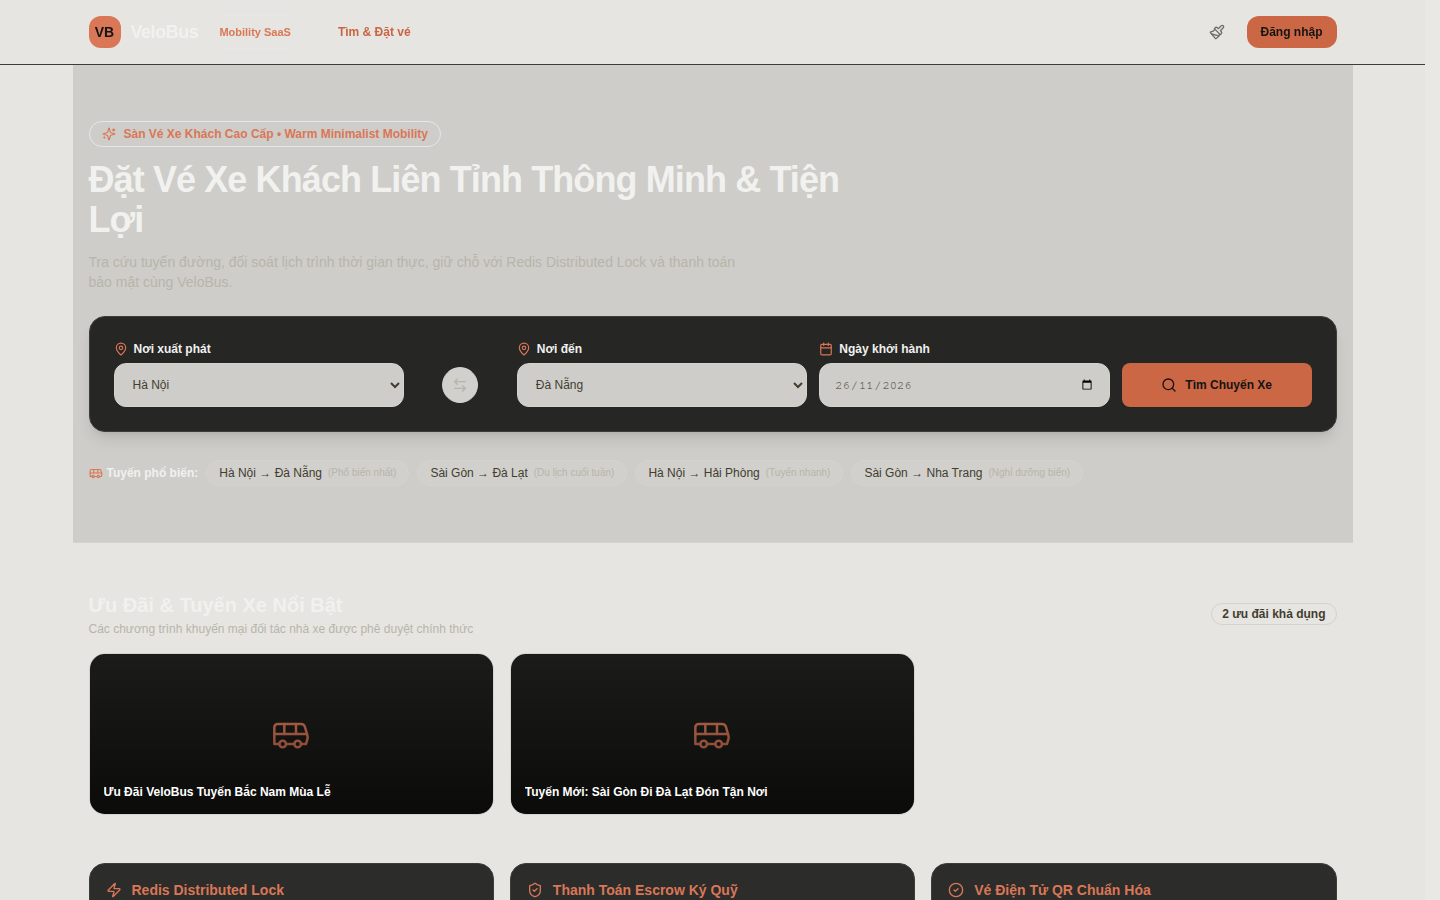 VB VeloBus Mobility SaaS Tìm & Đặt vé Đăng nhập
Sàn Vé Xe Khách Cao Cấp • Warm Minimalist Mobility
Đặt Vé Xe Khách Liên Tỉnh Thông Minh & Tiện
Lợi
Tra cứu tuyến đường, đối soát lịch trình thời gian thực, giữ chỗ với Redis Distributed Lock và thanh toán
bảo mật cùng VeloBus.
Nơi xuất phát Nơi đến Ngày khởi hành
Hà Nội Đà Nẵng 26/11/2026 Tìm Chuyến Xe
Tuyến phổ biến: Hà Nội → Đà Nẵng (Phổ biến nhất) Sài Gòn → Đà Lạt (Du lịch cuối tuần) Hà Nội → Hải Phòng (Tuyến nhanh) Sài Gòn → Nha Trang (Nghỉ dưỡng biển)
Ưu Đãi & Tuyến Xe Nổi Bật
Các chương trình khuyến mại đối tác nhà xe được phê duyệt chính thức
2 ưu đãi khả dụng
Ưu Đãi VeloBus Tuyến Bắc Nam Mùa Lễ
Tuyến Mới: Sài Gòn Đi Đà Lạt Đón Tận Nơi
Redis Distributed Lock
Thanh Toán Escrow Ký Quỹ
Vé Điện Tử QR Chuẩn Hóa